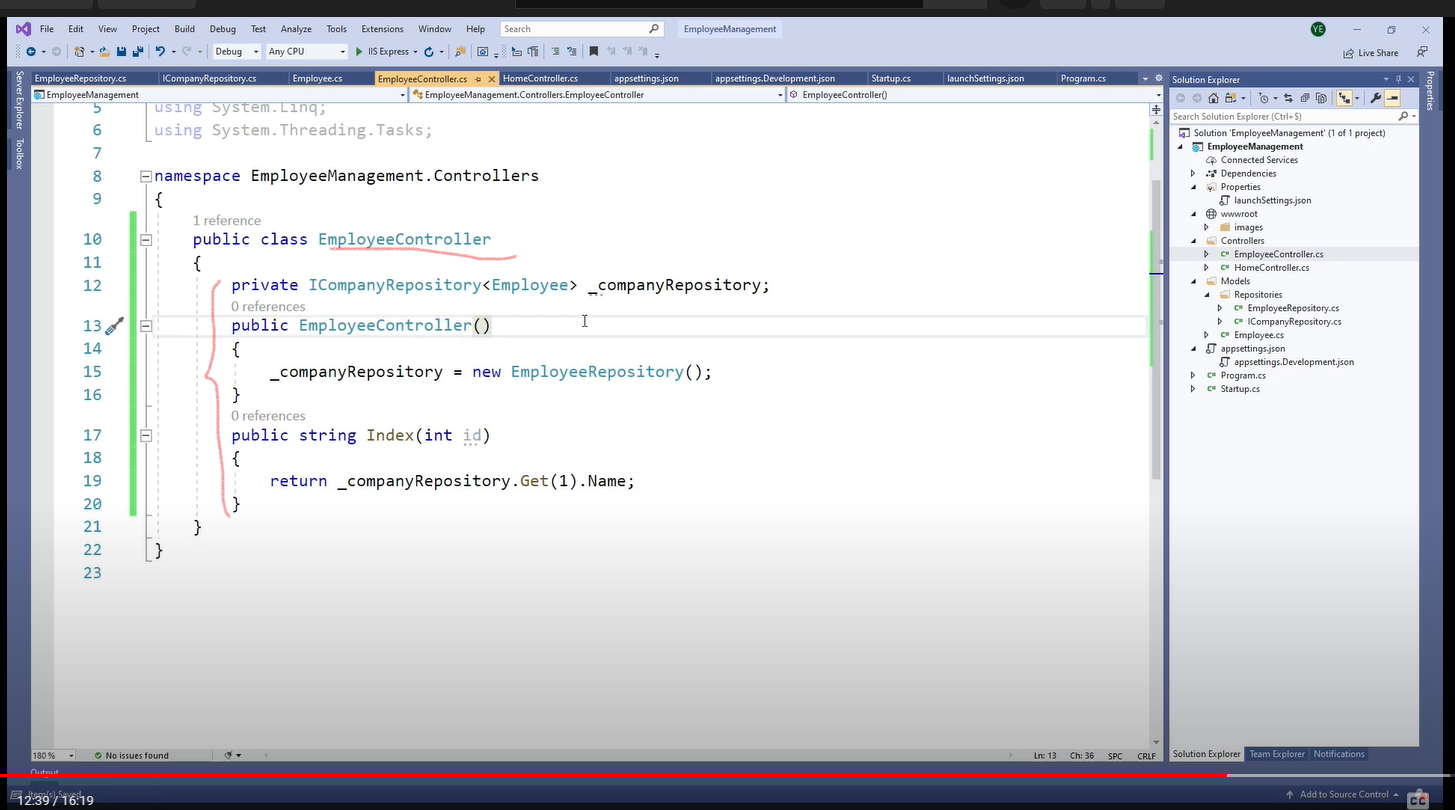 File Edit View Project Build Debug Test Analyze Tools Extensions Window Help Search EmployeeManagement YE
Debug Any CPU IIS Express Live Share
EmployeeRepository.cs ICompanyRepository.cs Employee.cs EmployeeController.cs HomeController.cs appsettings.json appsettings.Development.json Startup.cs launchSettings.json Program.cs
EmployeeManagement EmployeeManagement.Controllers.EmployeeController EmployeeController()
Server Explorer
Toolbox
5 using System.Linq;
6 using System.Threading.Tasks;
7
8 namespace EmployeeManagement.Controllers
9 {
1 reference
10 public class EmployeeController
11 {
12 private ICompanyRepository<Employee> _companyRepository;
0 references
13 public EmployeeController()
14 {
15 _companyRepository = new EmployeeRepository();
16 }
0 references
17 public string Index(int id)
18 {
19 return _companyRepository.Get(1).Name;
20 }
21 }
22 }
23
180 % No issues found Ln: 13 Ch: 36 SPC CRLF
Solution Explorer
Search Solution Explorer (Ctrl+$)
Solution 'EmployeeManagement' (1 of 1 project)
EmployeeManagement
Connected Services
Dependencies
Properties
launchSettings.json
wwwroot
images
Controllers
EmployeeController.cs
HomeController.cs
Models
Repositories
EmployeeRepository.cs
ICompanyRepository.cs
Employee.cs
appsettings.json
appsettings.Development.json
Program.cs
Startup.cs
Solution Explorer Team Explorer Notifications
Properties
Output
Item(s) Saved Add to Source Control
12:39 / 16:19
CC